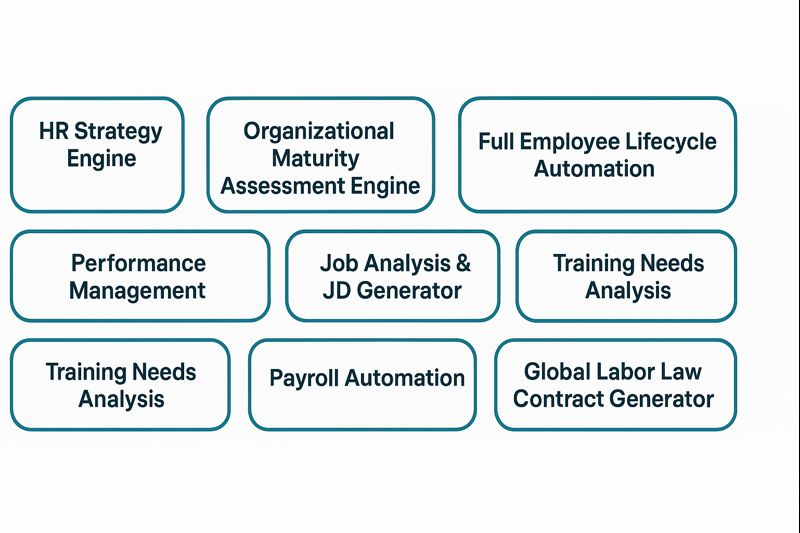 HR Strategy
Engine
Organizational
Maturity
Assessment Engine
Full Employee Lifecycle
Automation
Performance
Management
Job Analysis &
JD Generator
Training Needs
Analysis
Training Needs
Analysis
Payroll Automation
Global Labor Law
Contract Generator